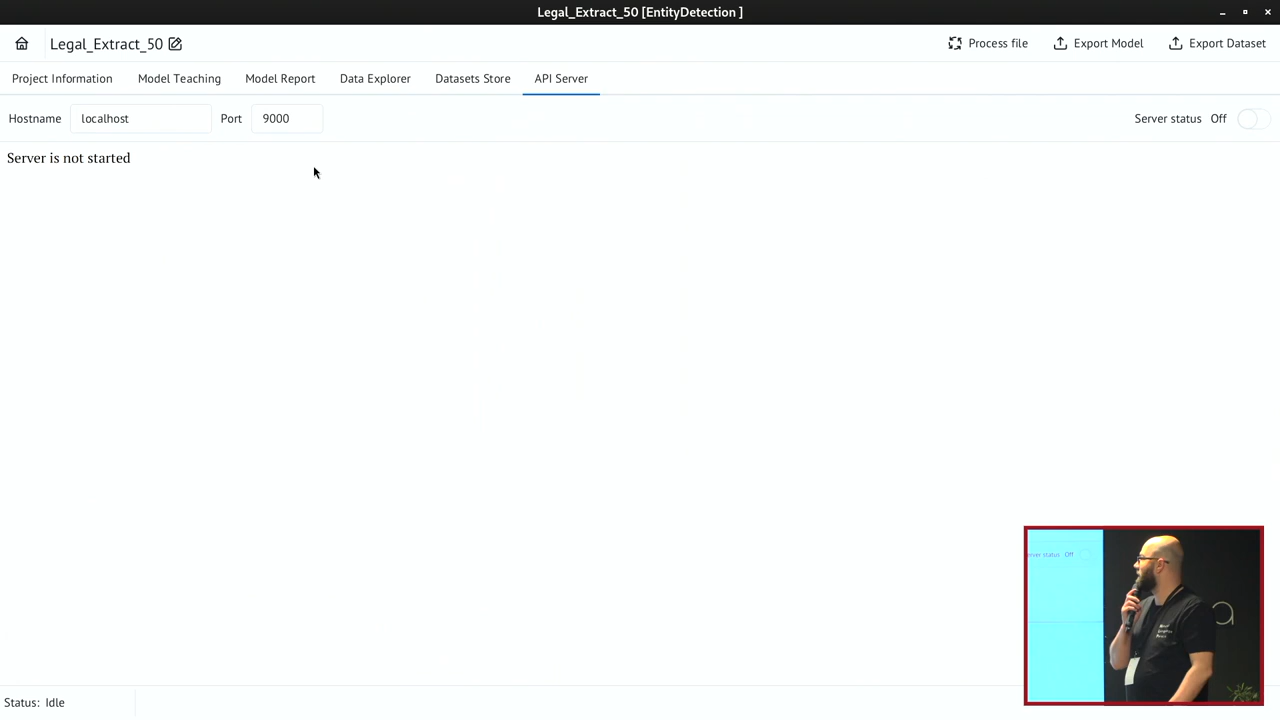 Legal_Extract_50 [EntityDetection ]
Legal_Extract_50
Process file
Export Model
Export Dataset
Project Information
Model Teaching
Model Report
Data Explorer
Datasets Store
API Server
Hostname
localhost
Port
9000
Server status Off
Server is not started
Status: Idle
Off
a